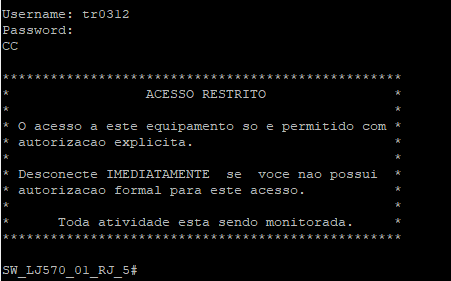 Username: tr0312
Password:
CC
**************************************************
* ACESSO RESTRITO *
* *
* O acesso a este equipamento so e permitido com *
* autorizacao explicita. *
* *
* Desconecte IMEDIATAMENTE  se  voce nao possui *
* autorizacao formal para este acesso. *
* *
* Toda atividade esta sendo monitorada. *
**************************************************
SW_LJ570_01_RJ_5#